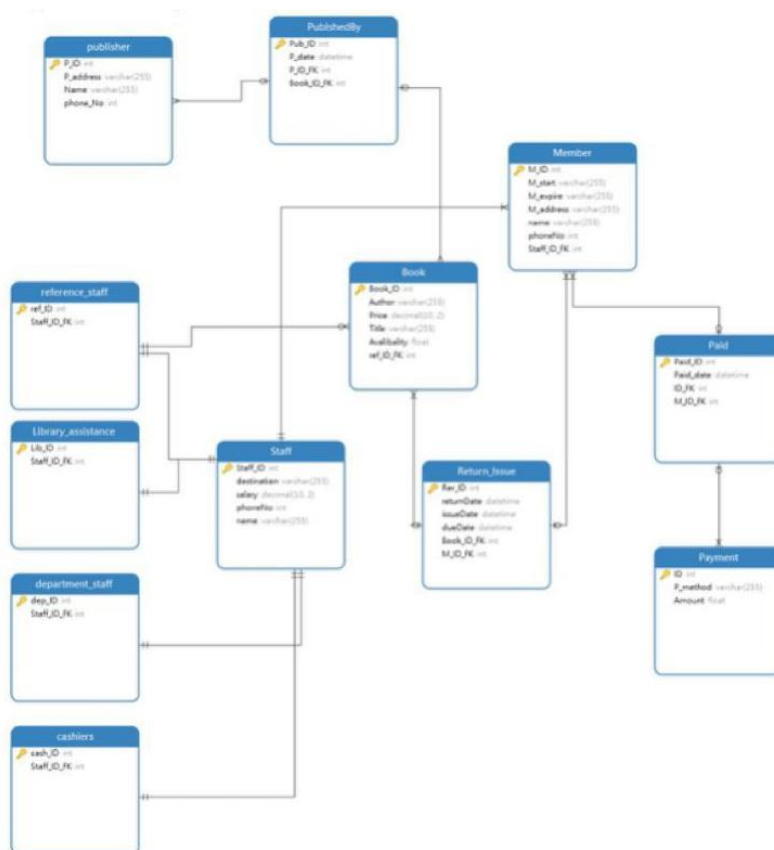 publisher
P_ID int
P_address varchar(255)
Name varchar(255)
phone_No int
PublshedBy
Pub_ID int
P_date datetime
P_ID_FK int
Book_ID_FK int
Member
M_ID int
M_start varchar(255)
M_expire varchar(255)
M_address varchar(255)
name varchar(255)
phoneNo int
Staff_ID_FK int
Book
Book_ID int
Author varchar(255)
Price decimal(10, 2)
Title varchar(255)
Availibality float
ref_ID_FK int
reference_staff
ref_ID int
Staff_ID_FK int
Paid
Paid_ID int
Paid_date datetime
ID_FK int
M_ID_FK int
Library_assistance
Lib_ID int
Staff_ID_FK int
Staff
Staff_ID int
destination varchar(255)
salary decimal(10, 2)
phoneNo int
name varchar(255)
Return_Issue
int
returnDate datetime
issueDate datetime
dueDate datetime
Book_ID_FK int
M_ID_FK int
Payment
ID int
P_method varchar(255)
Amount float
department_staff
dep_ID int
Staff_ID_FK int
cashiers
cash_ID int
Staff_ID_FK int